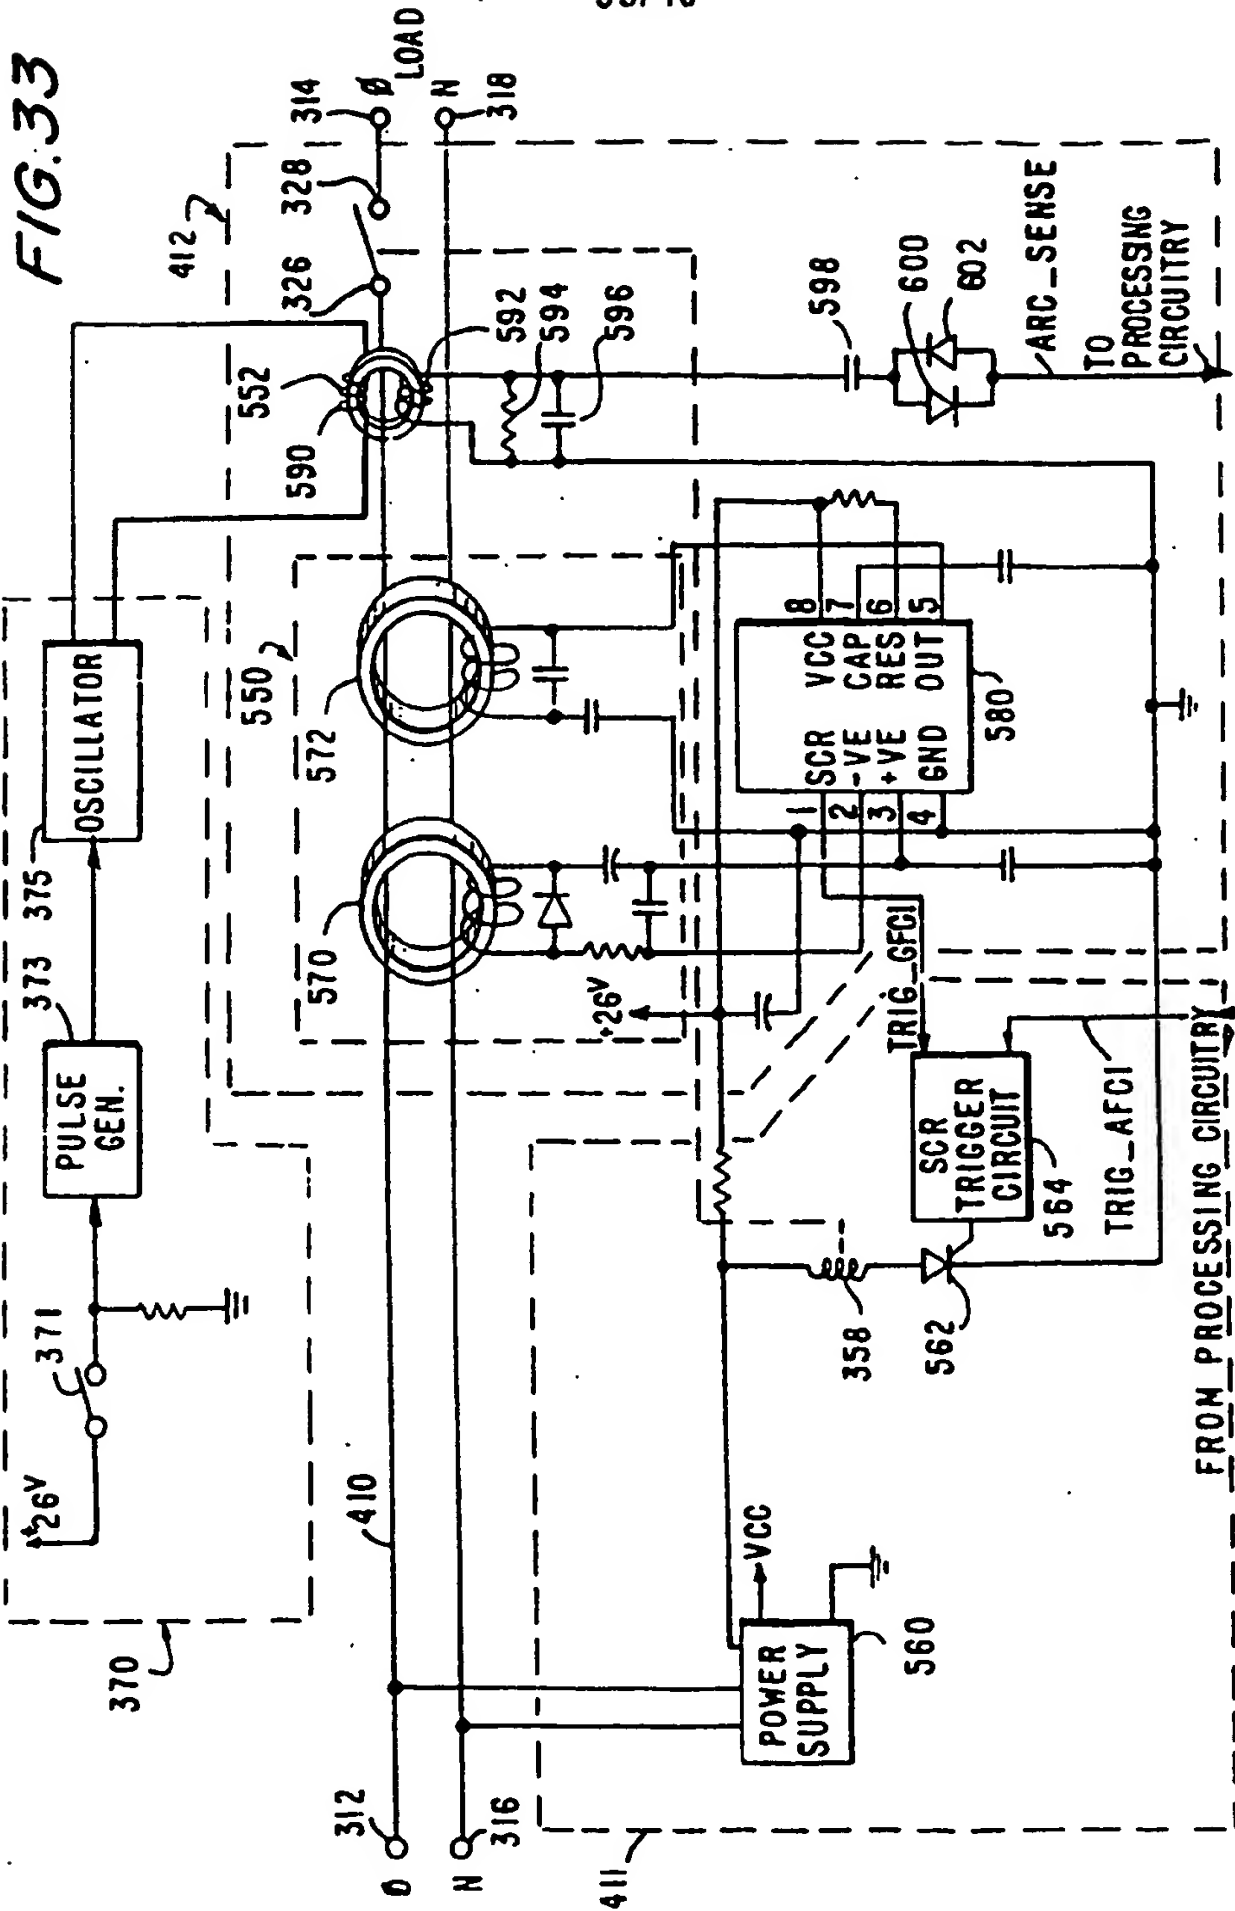 FIG.33
+26V
371
PULSE
GEN.
373
375
OSCILLATOR
370
412
590
552
326
328
314
Ø
LOAD
N
318
592
594
596
598
600
602
ARC_SENSE
TO
PROCESSING
CIRCUITRY
550
570
572
410
Ø
312
N
316
411
+26V
1 SCR VCC 8
2 -VE CAP 7
3 +VE RES 6
4 GND OUT 5
580
TRIG_GFCI
SCR
TRIGGER
CIRCUIT
564
TRIG_AFCI
358
562
POWER
SUPPLY
VCC
560
FROM PROCESSING CIRCUITRY